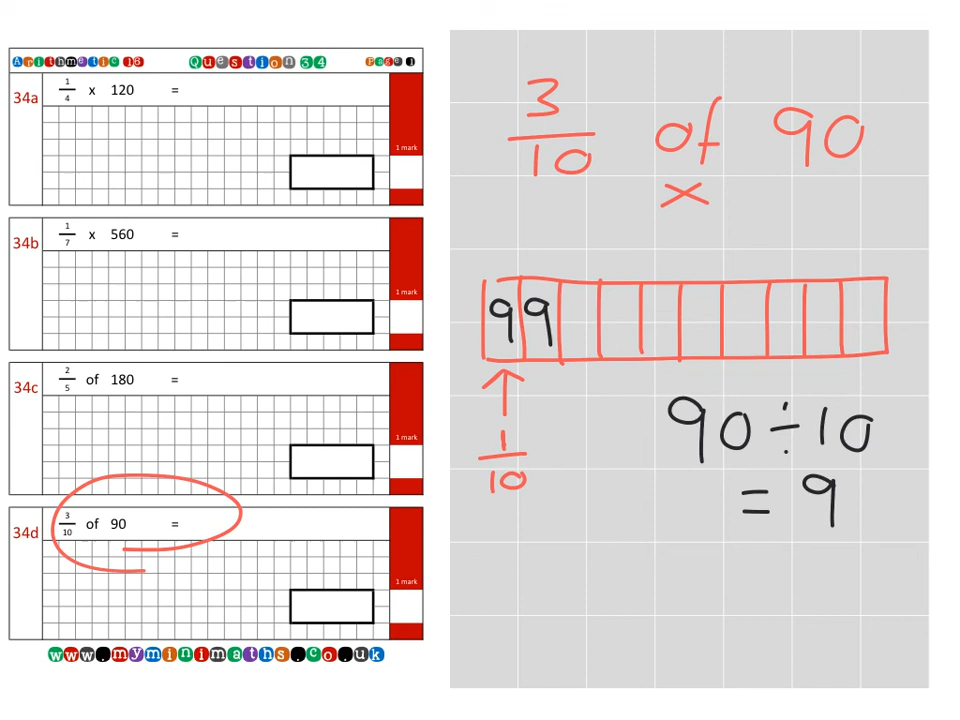 Arithmetic 18 Question 34 Page 1
34a 1/4 x 120 =
1 mark
34b 1/7 x 560 =
1 mark
34c 2/5 of 180 =
34d 3/10 of 90 =
1 mark
www.myminimaths.co.uk
3/10 of 90
×
9 9
1/10
90 ÷ 10
= 9